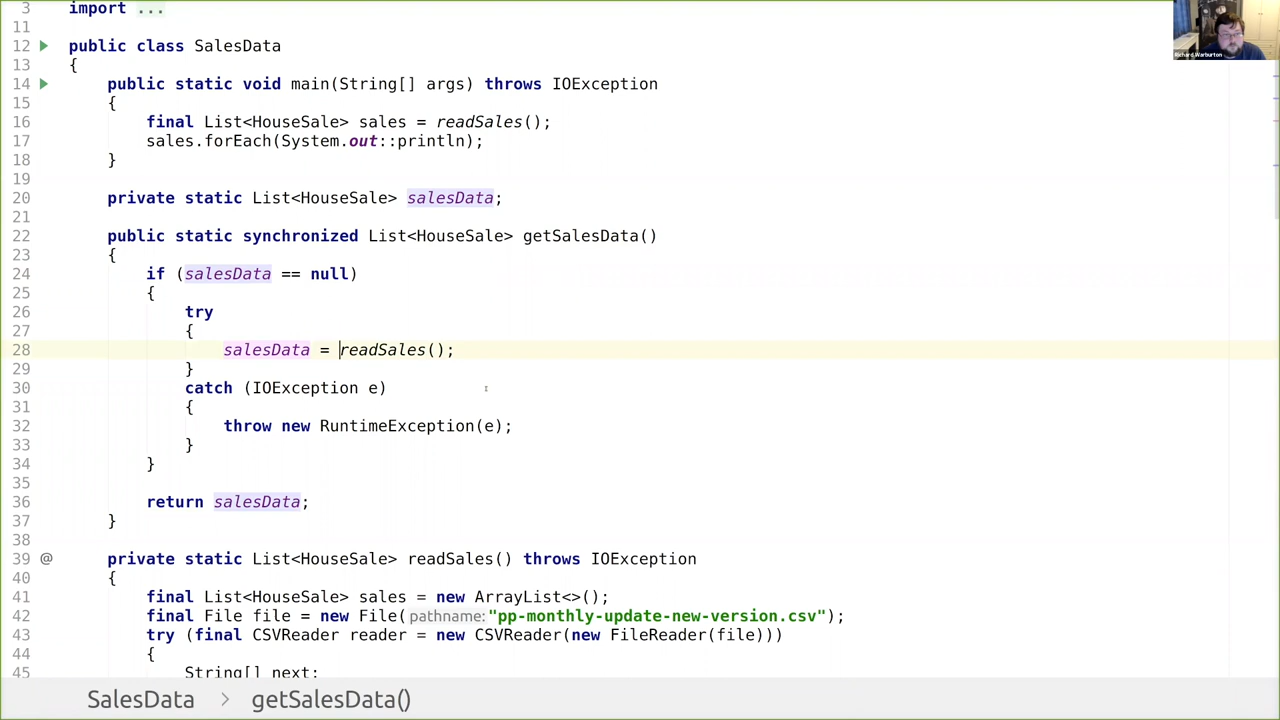 3 import ...
11
12 public class SalesData
13 {
14 public static void main(String[] args) throws IOException
15 {
16 final List<HouseSale> sales = readSales();
17 sales.forEach(System.out::println);
18 }
19
20 private static List<HouseSale> salesData;
21
22 public static synchronized List<HouseSale> getSalesData()
23 {
24 if (salesData == null)
25 {
26 try
27 {
28 salesData = readSales();
29 }
30 catch (IOException e)
31 {
32 throw new RuntimeException(e);
33 }
34 }
35
36 return salesData;
37 }
38
39 @ private static List<HouseSale> readSales() throws IOException
40 {
41 final List<HouseSale> sales = new ArrayList<>();
42 final File file = new File( pathname: "pp-monthly-update-new-version.csv");
43 try (final CSVReader reader = new CSVReader(new FileReader(file)))
44 {
45 String[] next;
SalesData > getSalesData()
Richard Warburton